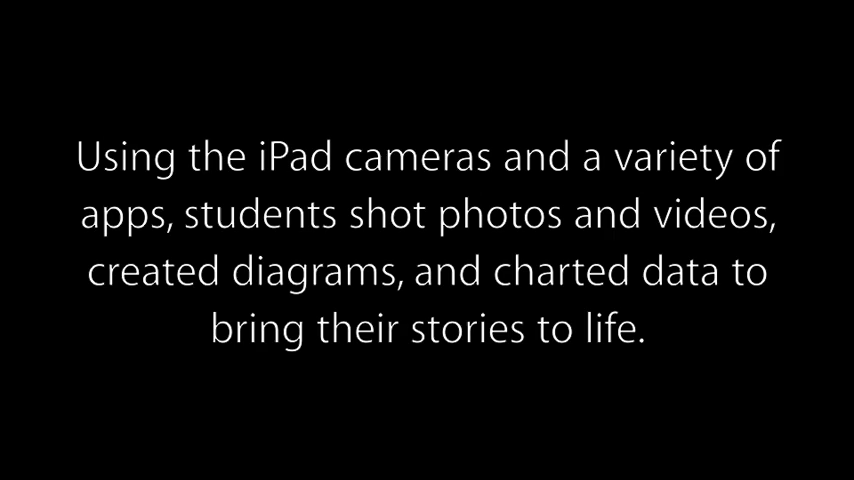 Using the iPad cameras and a variety of
apps, students shot photos and videos,
created diagrams, and charted data to
bring their stories to life.